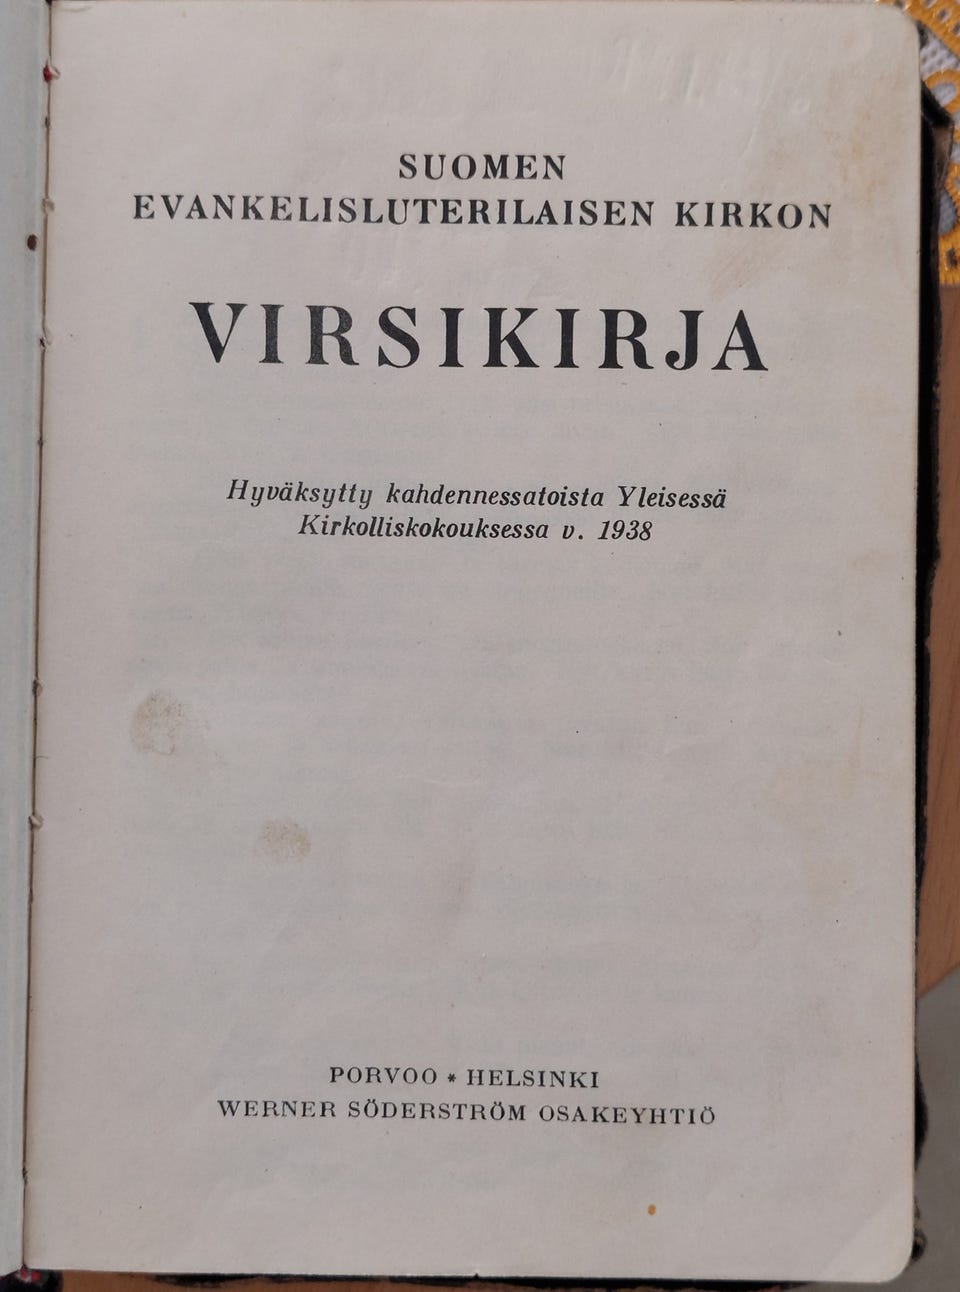 SUOMEN
EVANKELISLUTERILAISEN KIRKON
VIRSIKIRJA
Hyväksytty kahdennessatoista Yleisessä
Kirkolliskokouksessa v. 1938
PORVOO * HELSINKI
WERNER SÖDERSTRÖM OSAKEYHTIÖ